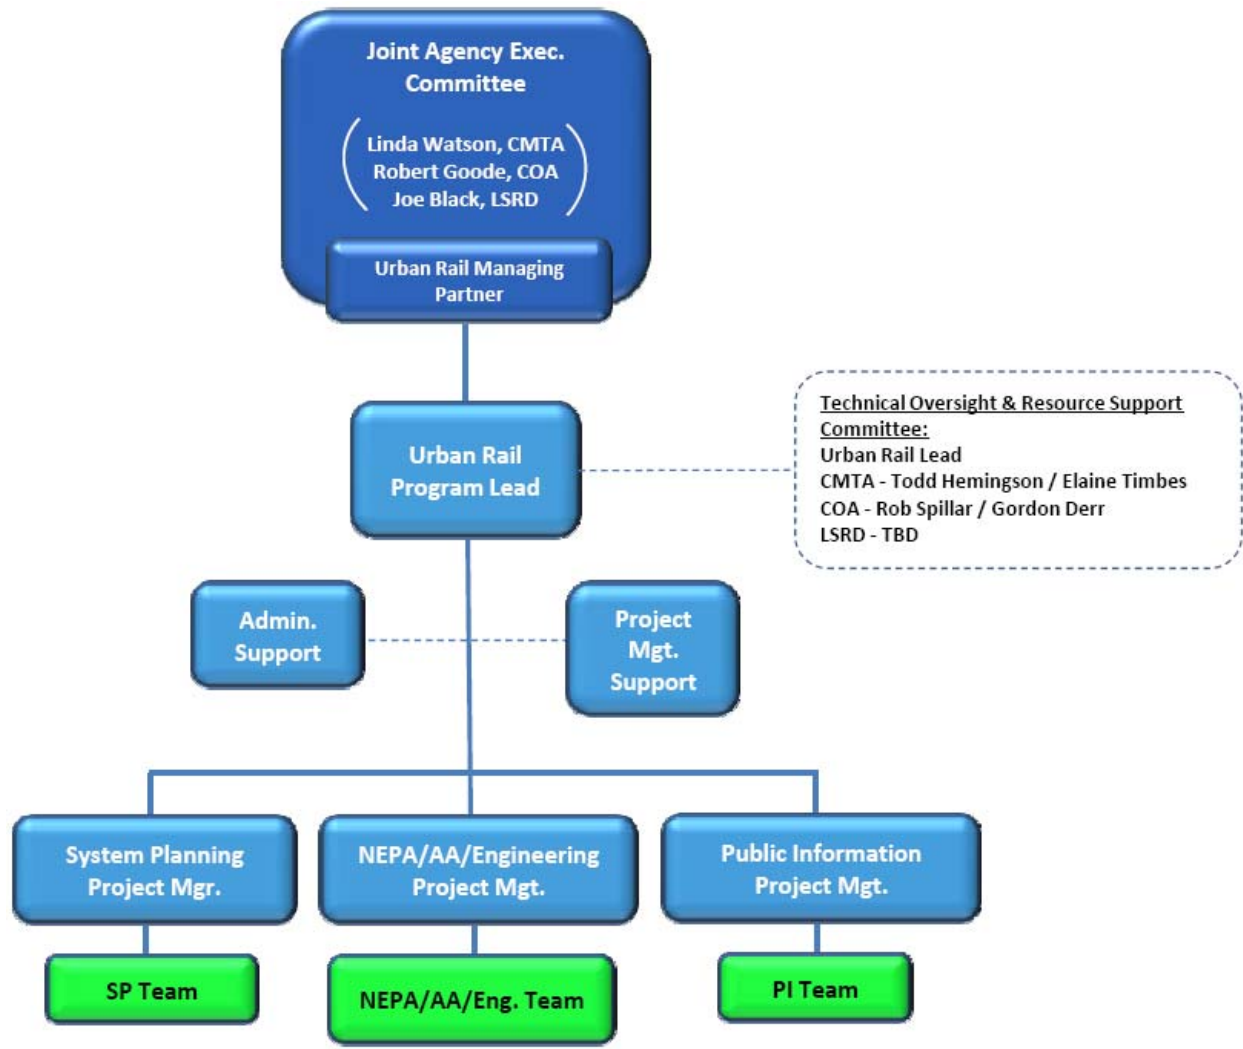 Joint Agency Exec.
Committee
Linda Watson, CMTA
Robert Goode, COA
Joe Black, LSRD
Urban Rail Managing
Partner
Urban Rail
Program Lead
Technical Oversight & Resource Support
Committee:
Urban Rail Lead
CMTA - Todd Hemingson / Elaine Timbes
COA - Rob Spillar / Gordon Derr
LSRD - TBD
Admin.
Support
Project
Mgt.
Support
System Planning
Project Mgr.
NEPA/AA/Engineering
Project Mgt.
Public Information
Project Mgt.
SP Team
NEPA/AA/Eng. Team
PI Team